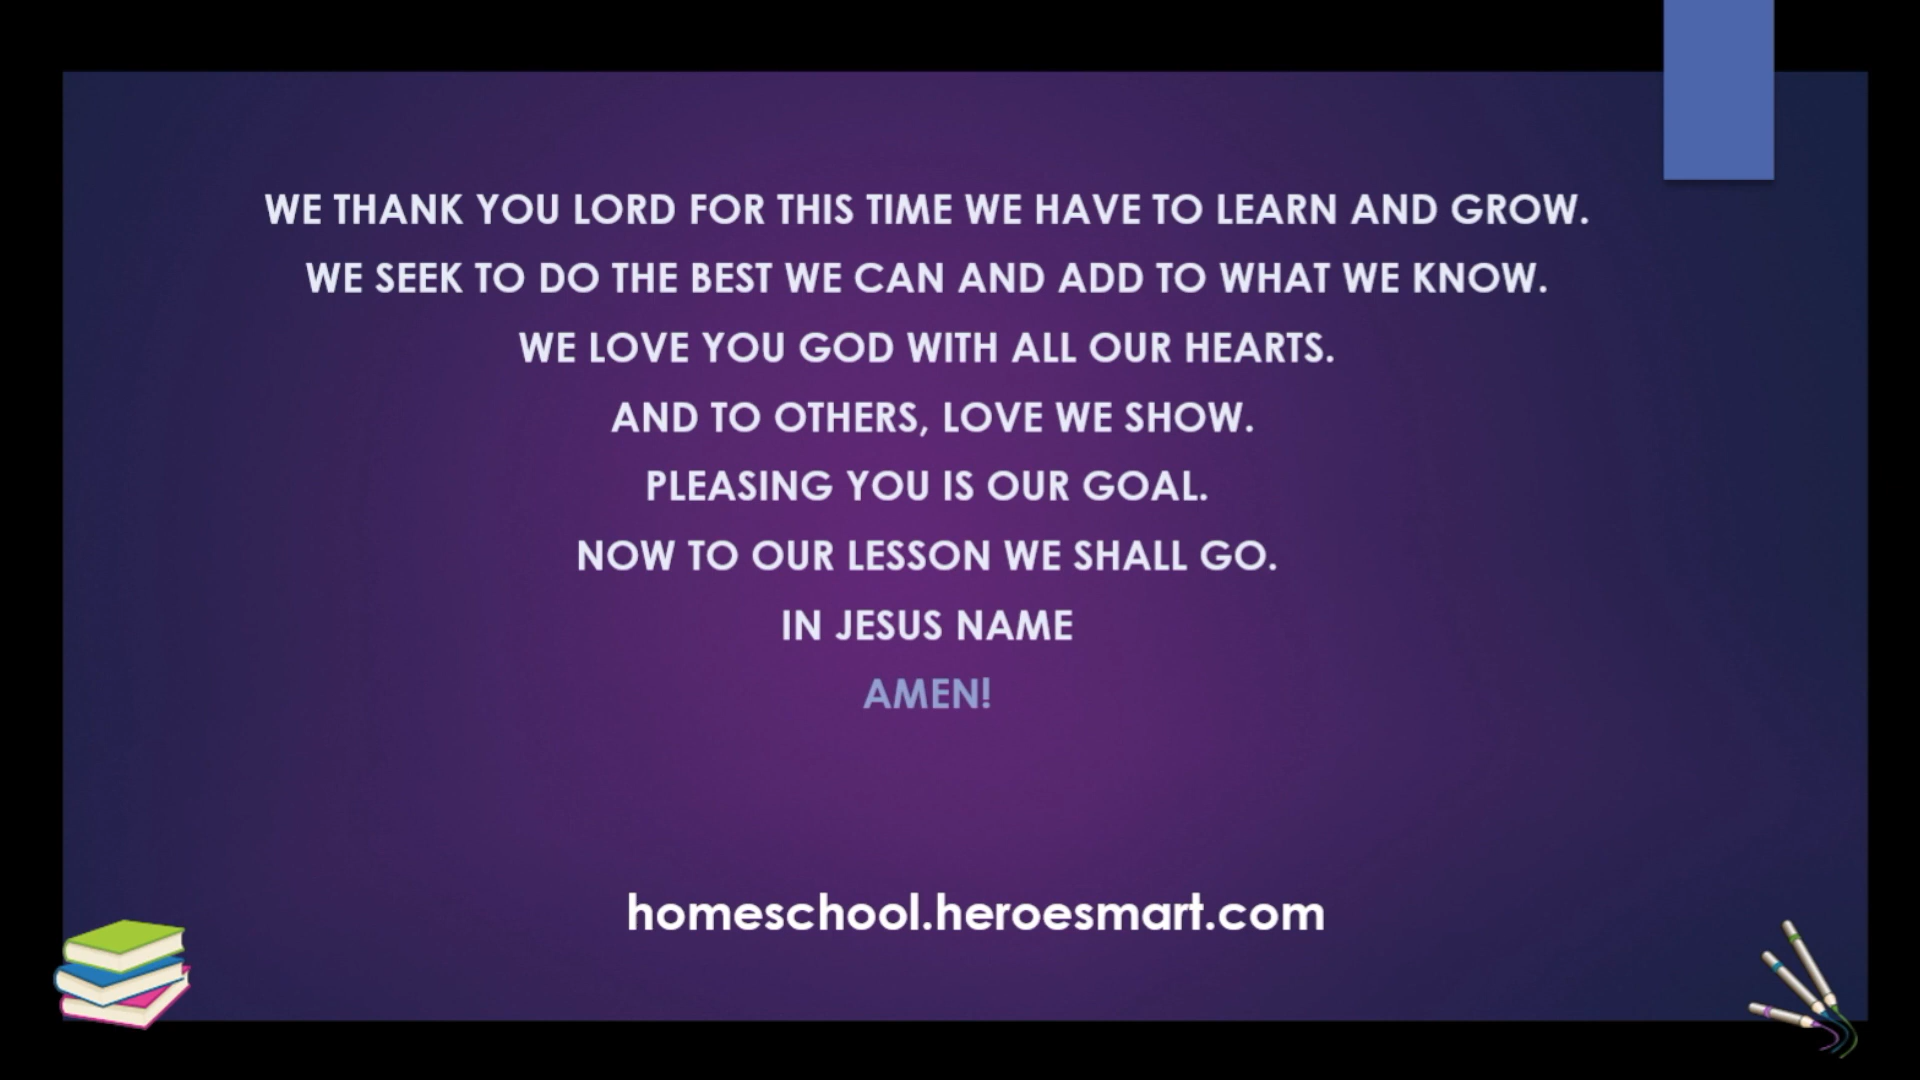 WE THANK YOU LORD FOR THIS TIME WE HAVE TO LEARN AND GROW.
WE SEEK TO DO THE BEST WE CAN AND ADD TO WHAT WE KNOW.
WE LOVE YOU GOD WITH ALL OUR HEARTS.
AND TO OTHERS, LOVE WE SHOW.
PLEASING YOU IS OUR GOAL.
NOW TO OUR LESSON WE SHALL GO.
IN JESUS NAME
AMEN!
homeschool.heroesmart.com